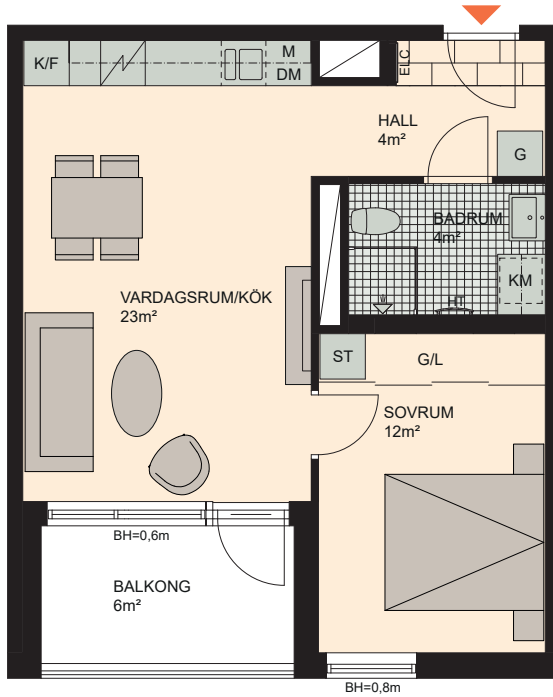 K/F
M
DM
ELC
HALL
4m²
G
BADRUM
4m²
KM
HT
VARDAGSRUM/KÖK
23m²
ST
G/L
SOVRUM
12m²
BH=0,6m
BALKONG
6m²
BH=0,8m